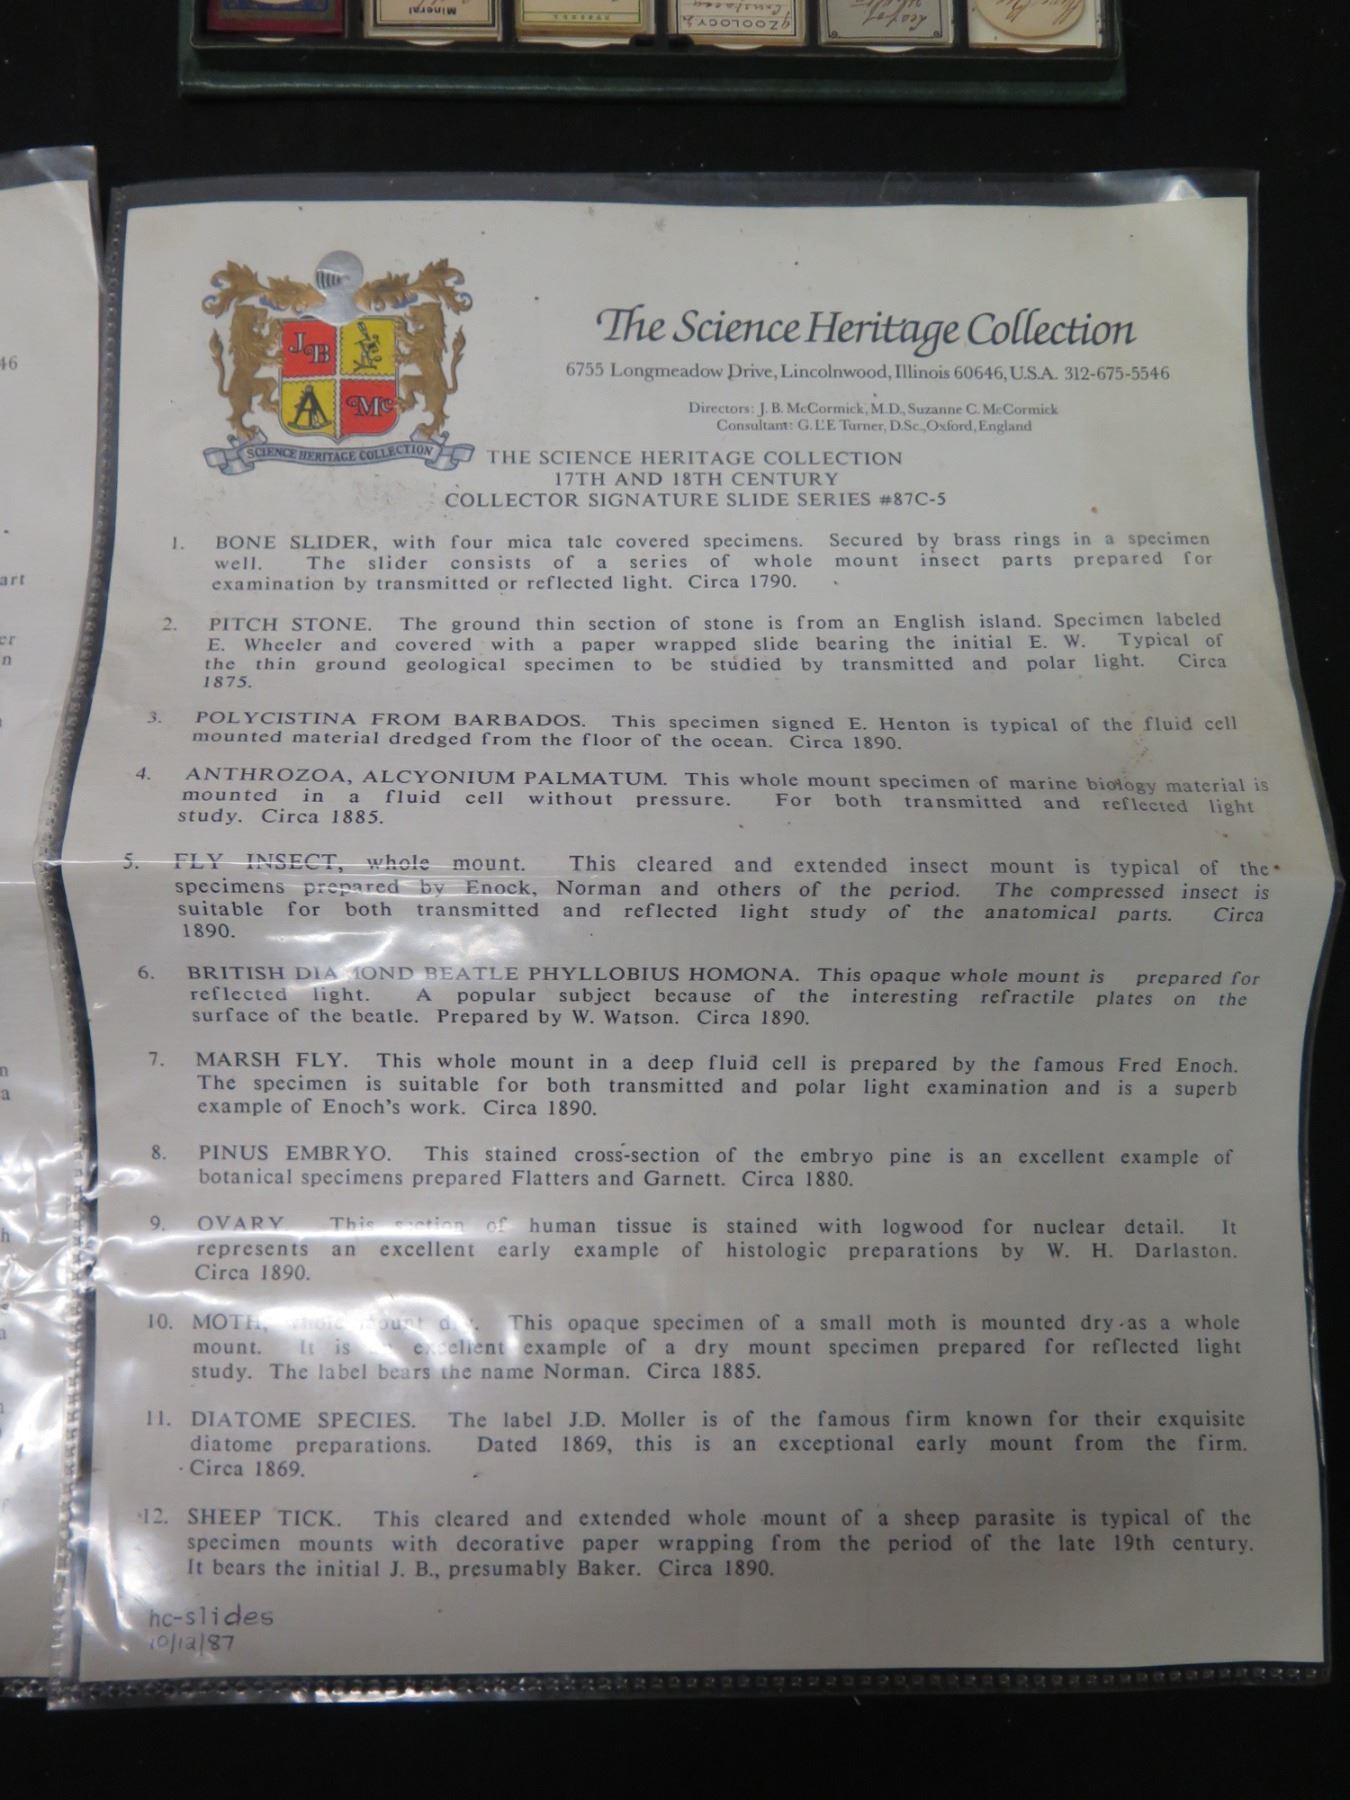 Mineral
ZOOLOGY
46
art
er
n
n
a
h
a
J B
Mc
SCIENCE HERITAGE COLLECTION
The Science Heritage Collection
6755 Longmeadow Drive, Lincolnwood, Illinois 60646, U.S.A. 312-675-5546
Directors: J. B. McCormick, M.D., Suzanne C. McCormick
Consultant: G. L'E Turner, D.Sc., Oxford, England
THE SCIENCE HERITAGE COLLECTION
17TH AND 18TH CENTURY
COLLECTOR SIGNATURE SLIDE SERIES #87C-5
1. BONE SLIDER, with four mica talc covered specimens. Secured by brass rings in a specimen
well. The slider consists of a series of whole mount insect parts prepared for
examination by transmitted or reflected light. Circa 1790.
2. PITCH STONE. The ground thin section of stone is from an English island. Specimen labeled
E. Wheeler and covered with a paper wrapped slide bearing the initial E. W. Typical of
the thin ground geological specimen to be studied by transmitted and polar light. Circa
1875.
3. POLYCISTINA FROM BARBADOS. This specimen signed E. Henton is typical of the fluid cell
mounted material dredged from the floor of the ocean. Circa 1890.
4. ANTHROZOA, ALCYONIUM PALMATUM. This whole mount specimen of marine biology material is
mounted in a fluid cell without pressure. For both transmitted and reflected light
study. Circa 1885.
5. FLY INSECT, whole mount. This cleared and extended insect mount is typical of the
specimens prepared by Enock, Norman and others of the period. The compressed insect is
suitable for both transmitted and reflected light study of the anatomical parts. Circa
1890.
6. BRITISH DIAMOND BEATLE PHYLLOBIUS HOMONA. This opaque whole mount is prepared for
reflected light. A popular subject because of the interesting refractile plates on the
surface of the beatle. Prepared by W. Watson. Circa 1890.
7. MARSH FLY. This whole mount in a deep fluid cell is prepared by the famous Fred Enoch.
The specimen is suitable for both transmitted and polar light examination and is a superb
example of Enoch's work. Circa 1890.
8. PINUS EMBRYO. This stained cross-section of the embryo pine is an excellent example of
botanical specimens prepared Flatters and Garnett. Circa 1880.
9. OVARY. This section of human tissue is stained with logwood for nuclear detail. It
represents an excellent early example of histologic preparations by W. H. Darlaston.
Circa 1890.
10. MOTH, whole mount dry. This opaque specimen of a small moth is mounted dry as a whole
mount. It is an excellent example of a dry mount specimen prepared for reflected light
study. The label bears the name Norman. Circa 1885.
11. DIATOME SPECIES. The label J.D. Moller is of the famous firm known for their exquisite
diatome preparations. Dated 1869, this is an exceptional early mount from the firm.
Circa 1869.
12. SHEEP TICK. This cleared and extended whole mount of a sheep parasite is typical of the
specimen mounts with decorative paper wrapping from the period of the late 19th century.
It bears the initial J. B., presumably Baker. Circa 1890.
hc-slides
10/12/87